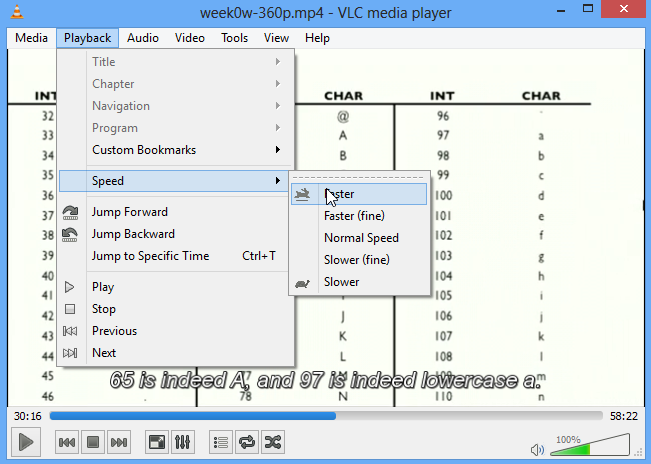 week0w-360p.mp4 - VLC media player
Media Playback Audio Video Tools View Help
Title
Chapter
Navigation
Program
Custom Bookmarks
Speed
Jump Forward
Jump Backward
Jump to Specific Time Ctrl+T
Play
Stop
Previous
Next
Faster (fine)
Normal Speed
Slower (fine)
Slower
CHAR INT CHAR
32 @ 96
33 A 97 a
34 B 98 b
35 99 c
36 100 d
37 101 e
38 102 f
39 103 g
40 104 h
41 105 i
42 J 106 j
43 K 107 k
44 L 108 l
45 77 M 109 m
46 . 78 N 110 n
65 is indeed A, and 97 is indeed lowercase a.
30:16 58:22
100%